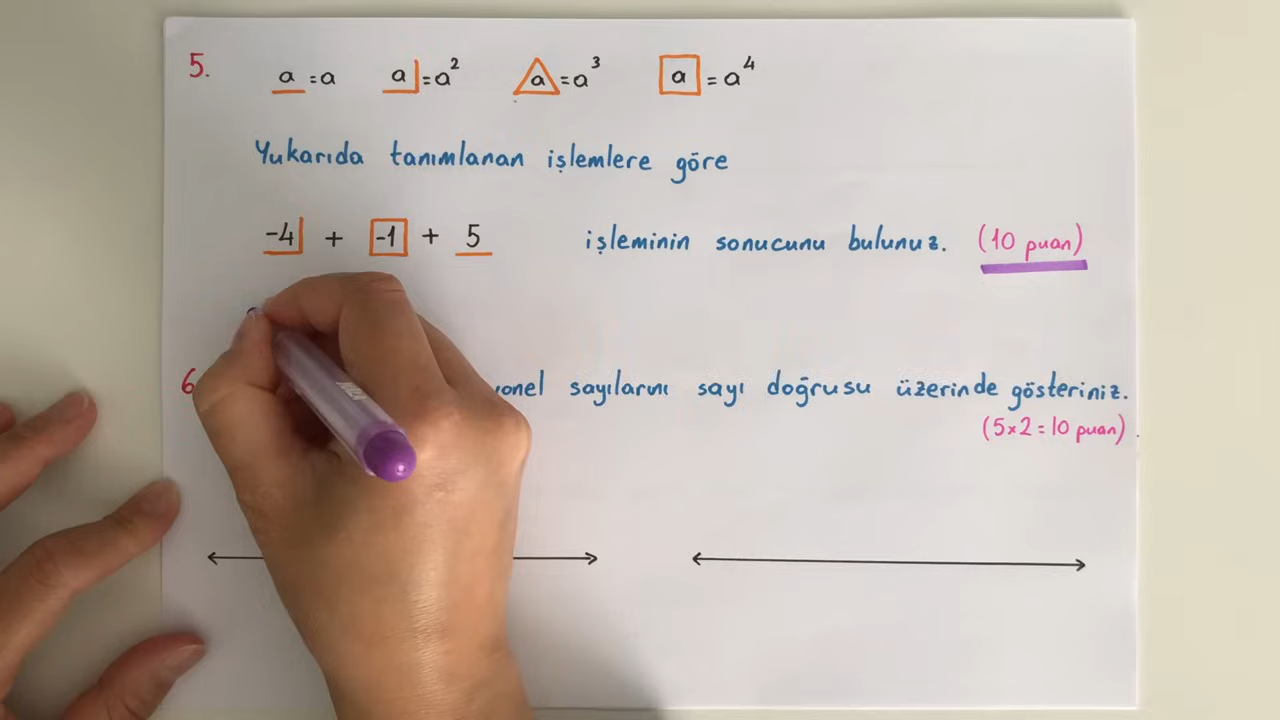 5. a = a a = a² a = a³ a = a⁴
Yukarıda tanımlanan işlemlere göre
-4 + -1 + 5 işleminin sonucunu bulunuz. (10 puan)
6 sayılarını sayı doğrusu üzerinde gösteriniz.
(5x2=10 puan)